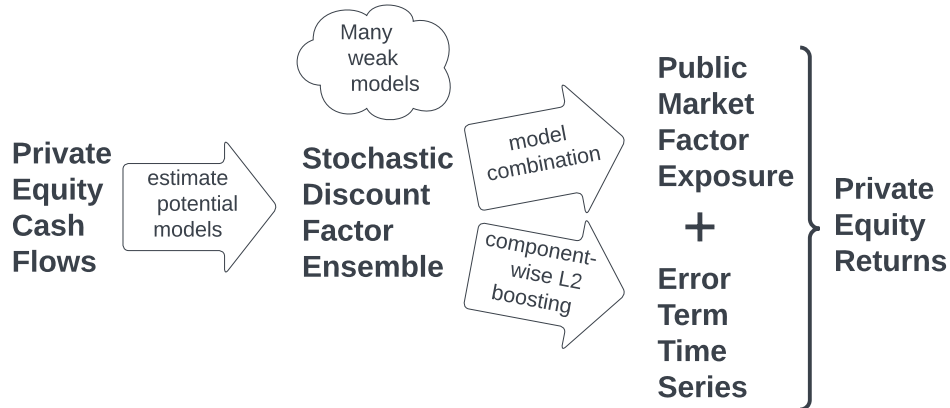 Many
weak
models
Private
Equity
Cash
Flows
estimate
potential
models
Stochastic
Discount
Factor
Ensemble
model
combination
component-
wise L2
boosting
Public
Market
Factor
Exposure
+
Error
Term
Time
Series
Private
Equity
Returns